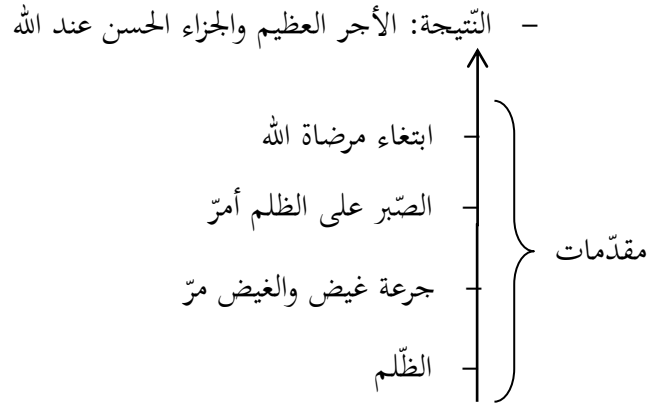 – النّتيجة: الأجر العظيم والجزاء الحسن عند الله
ابتغاء مرضاة الله
الصّبر على الظلم أمرّ
مقدّمات
جرعة غيض والغيض مرّ
الظّلم